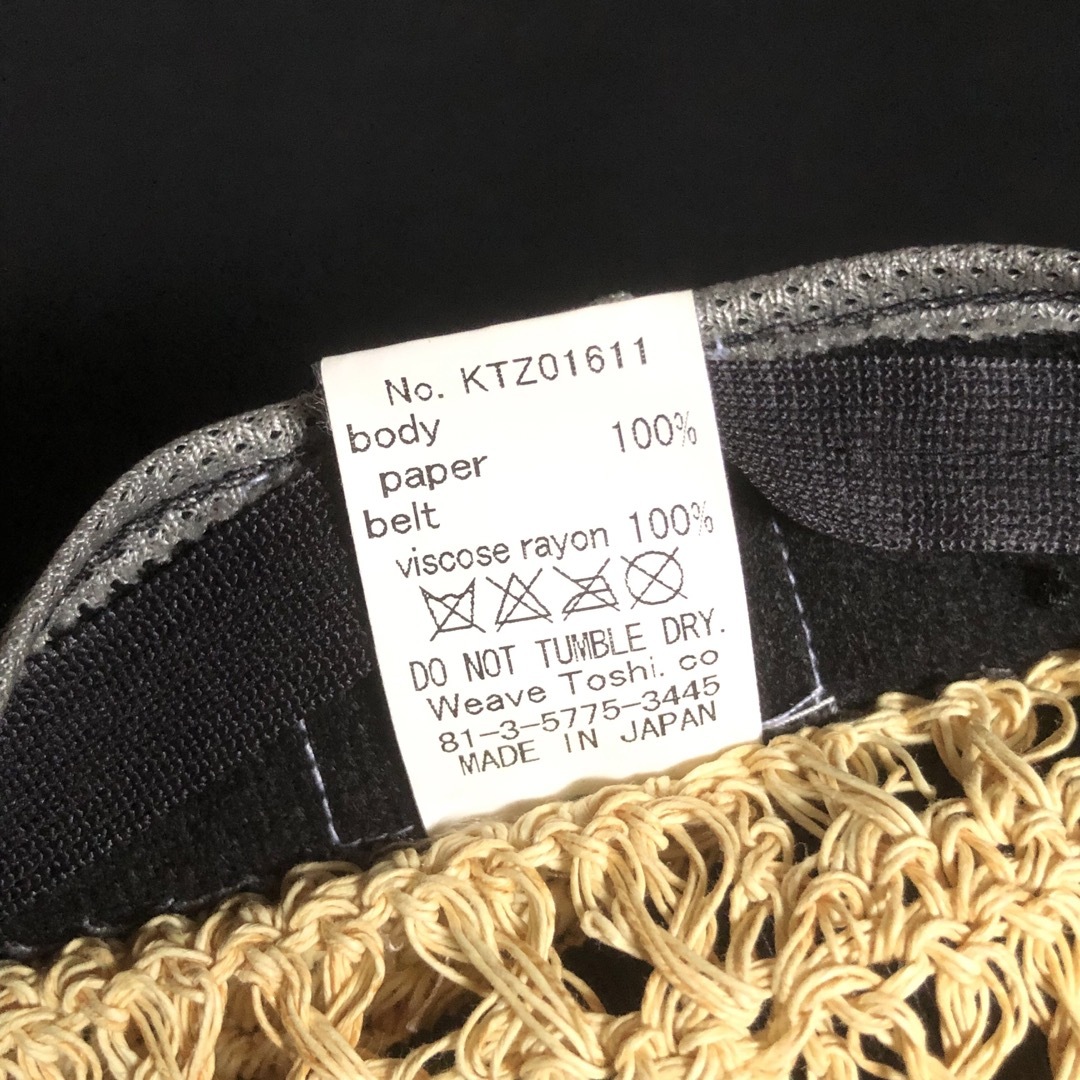 No. KTZ01611
body
paper 100%
belt
viscose rayon 100%
DO NOT TUMBLE DRY.
Weave Toshi. co
81-3-5775-3445
MADE IN JAPAN